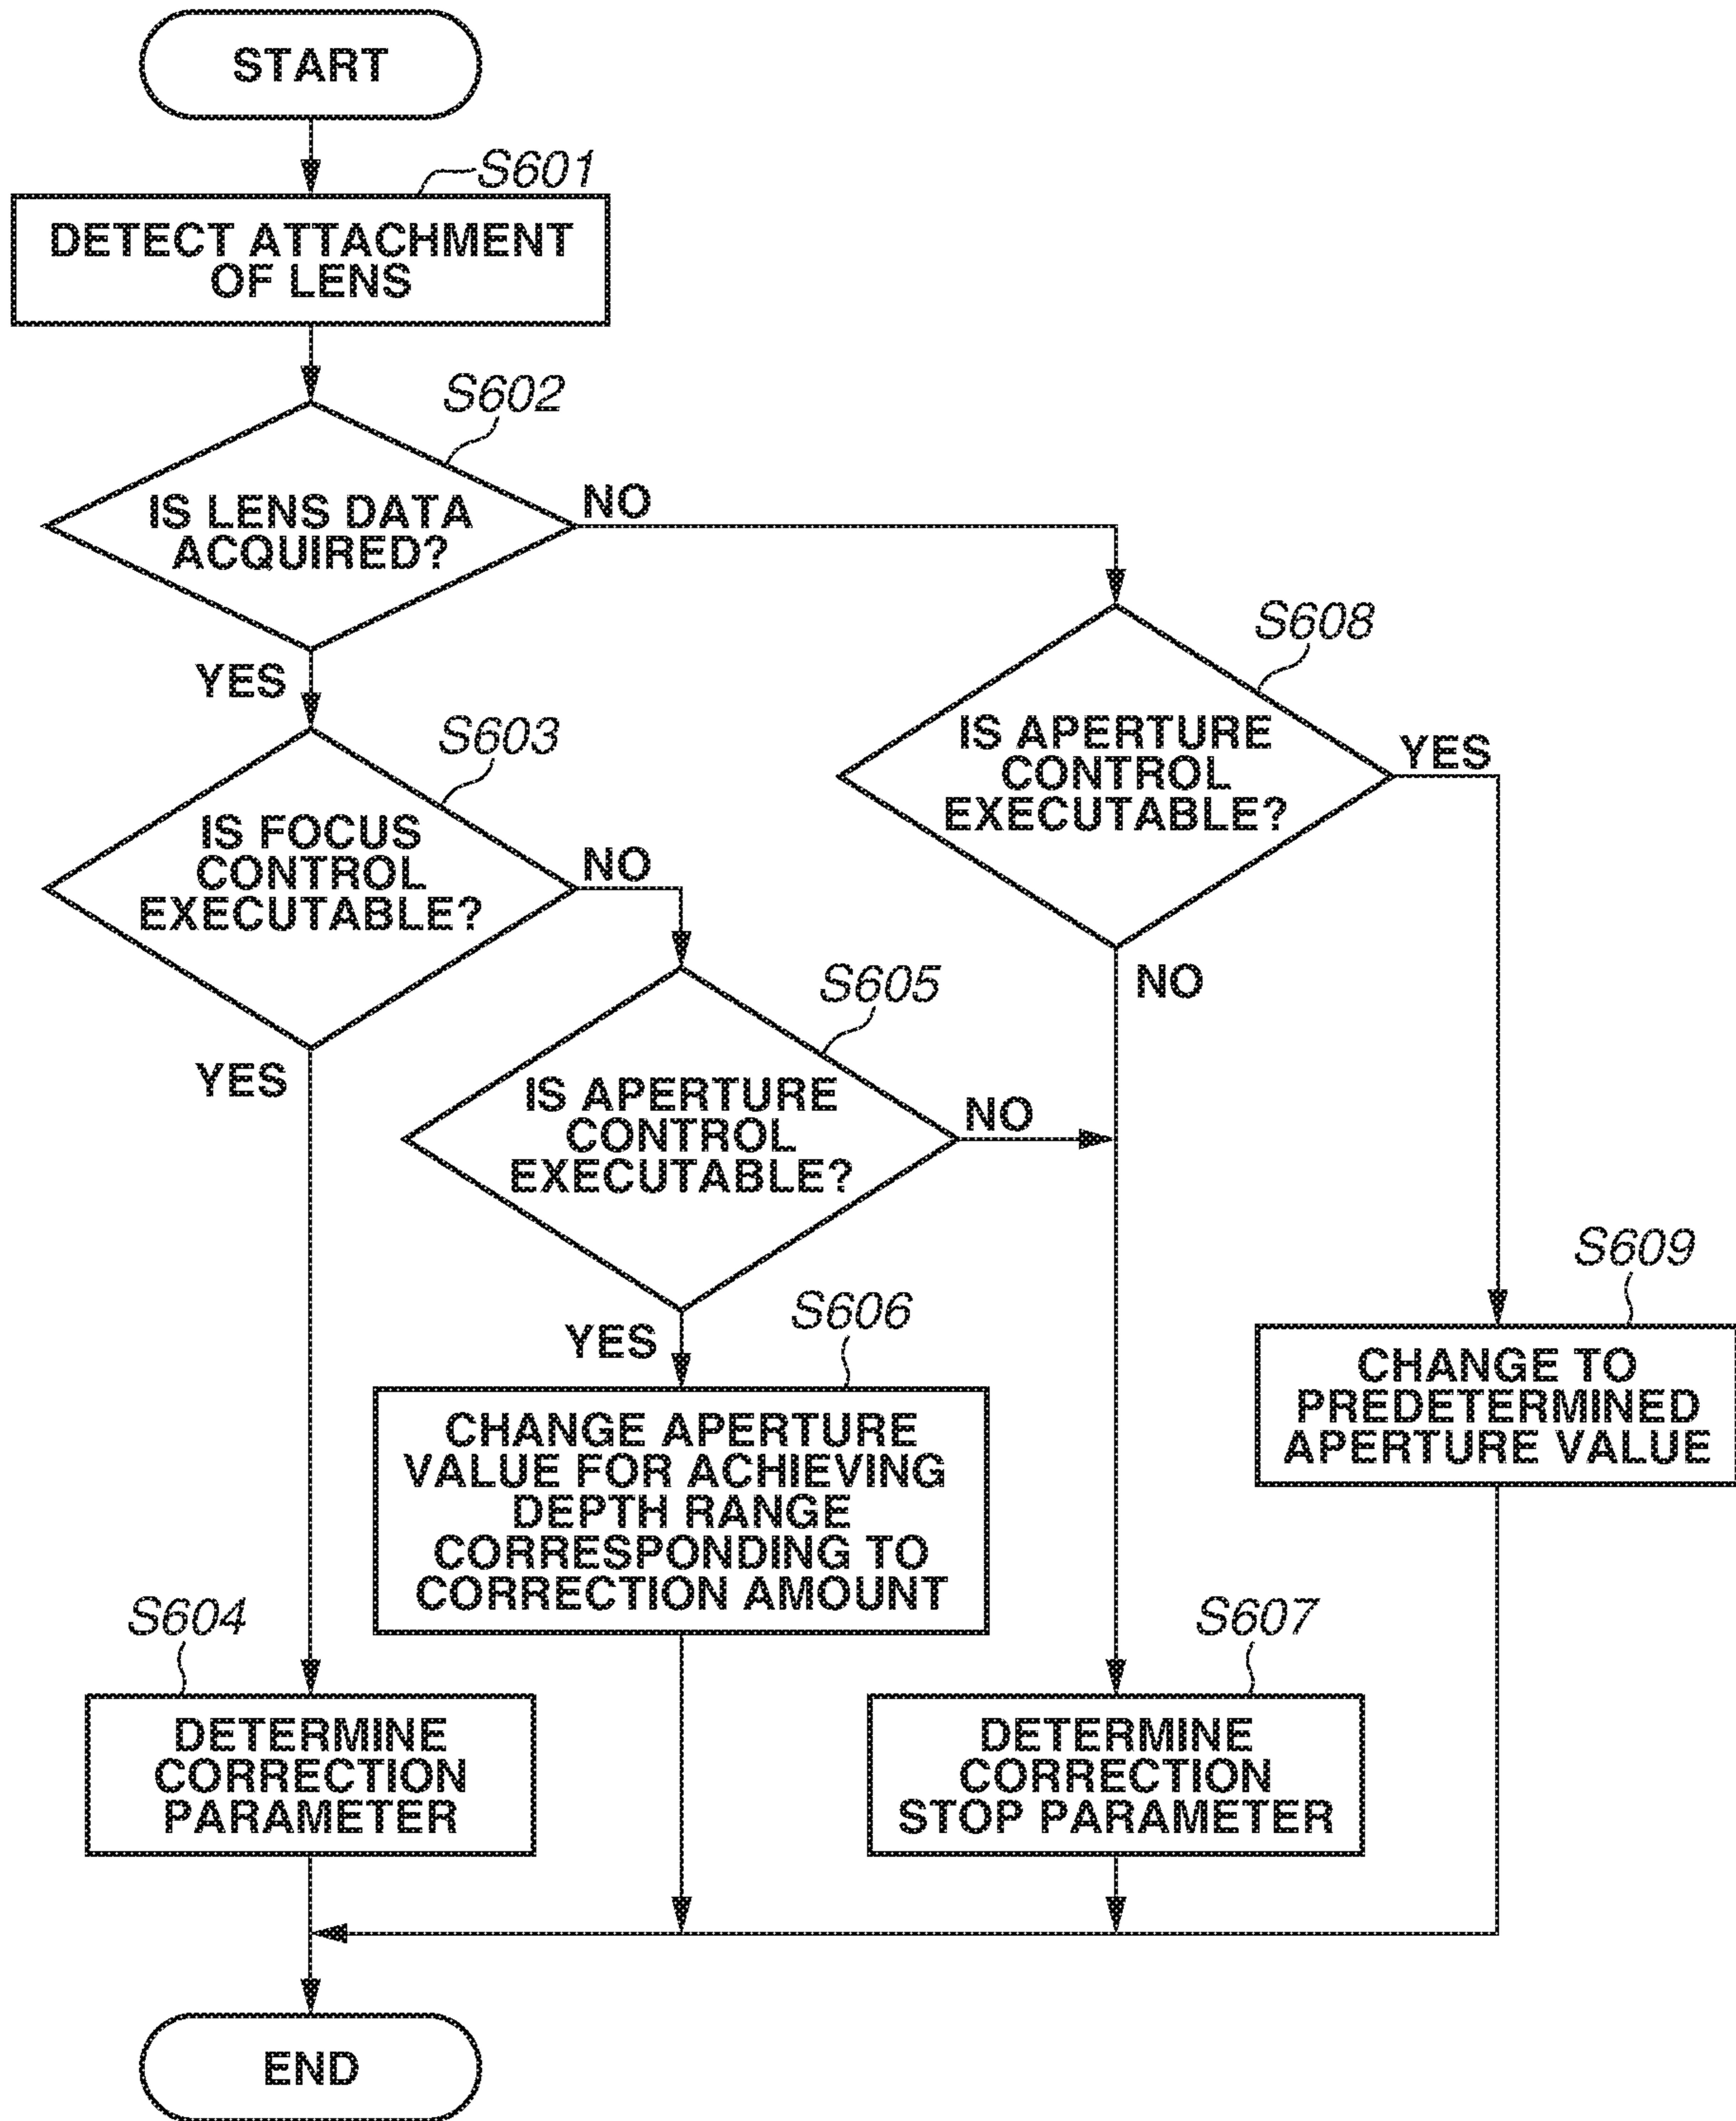 START
S601
DETECT ATTACHMENT
OF LENS
S602
IS LENS DATA
ACQUIRED?
NO
YES
S608
IS APERTURE
CONTROL
EXECUTABLE?
YES
NO
S603
IS FOCUS
CONTROL
EXECUTABLE?
NO
YES
S605
IS APERTURE
CONTROL
EXECUTABLE?
NO
YES
S606
CHANGE APERTURE
VALUE FOR ACHIEVING
DEPTH RANGE
CORRESPONDING TO
CORRECTION AMOUNT
S609
CHANGE TO
PREDETERMINED
APERTURE VALUE
S604
DETERMINE
CORRECTION
PARAMETER
S607
DETERMINE
CORRECTION
STOP PARAMETER
END